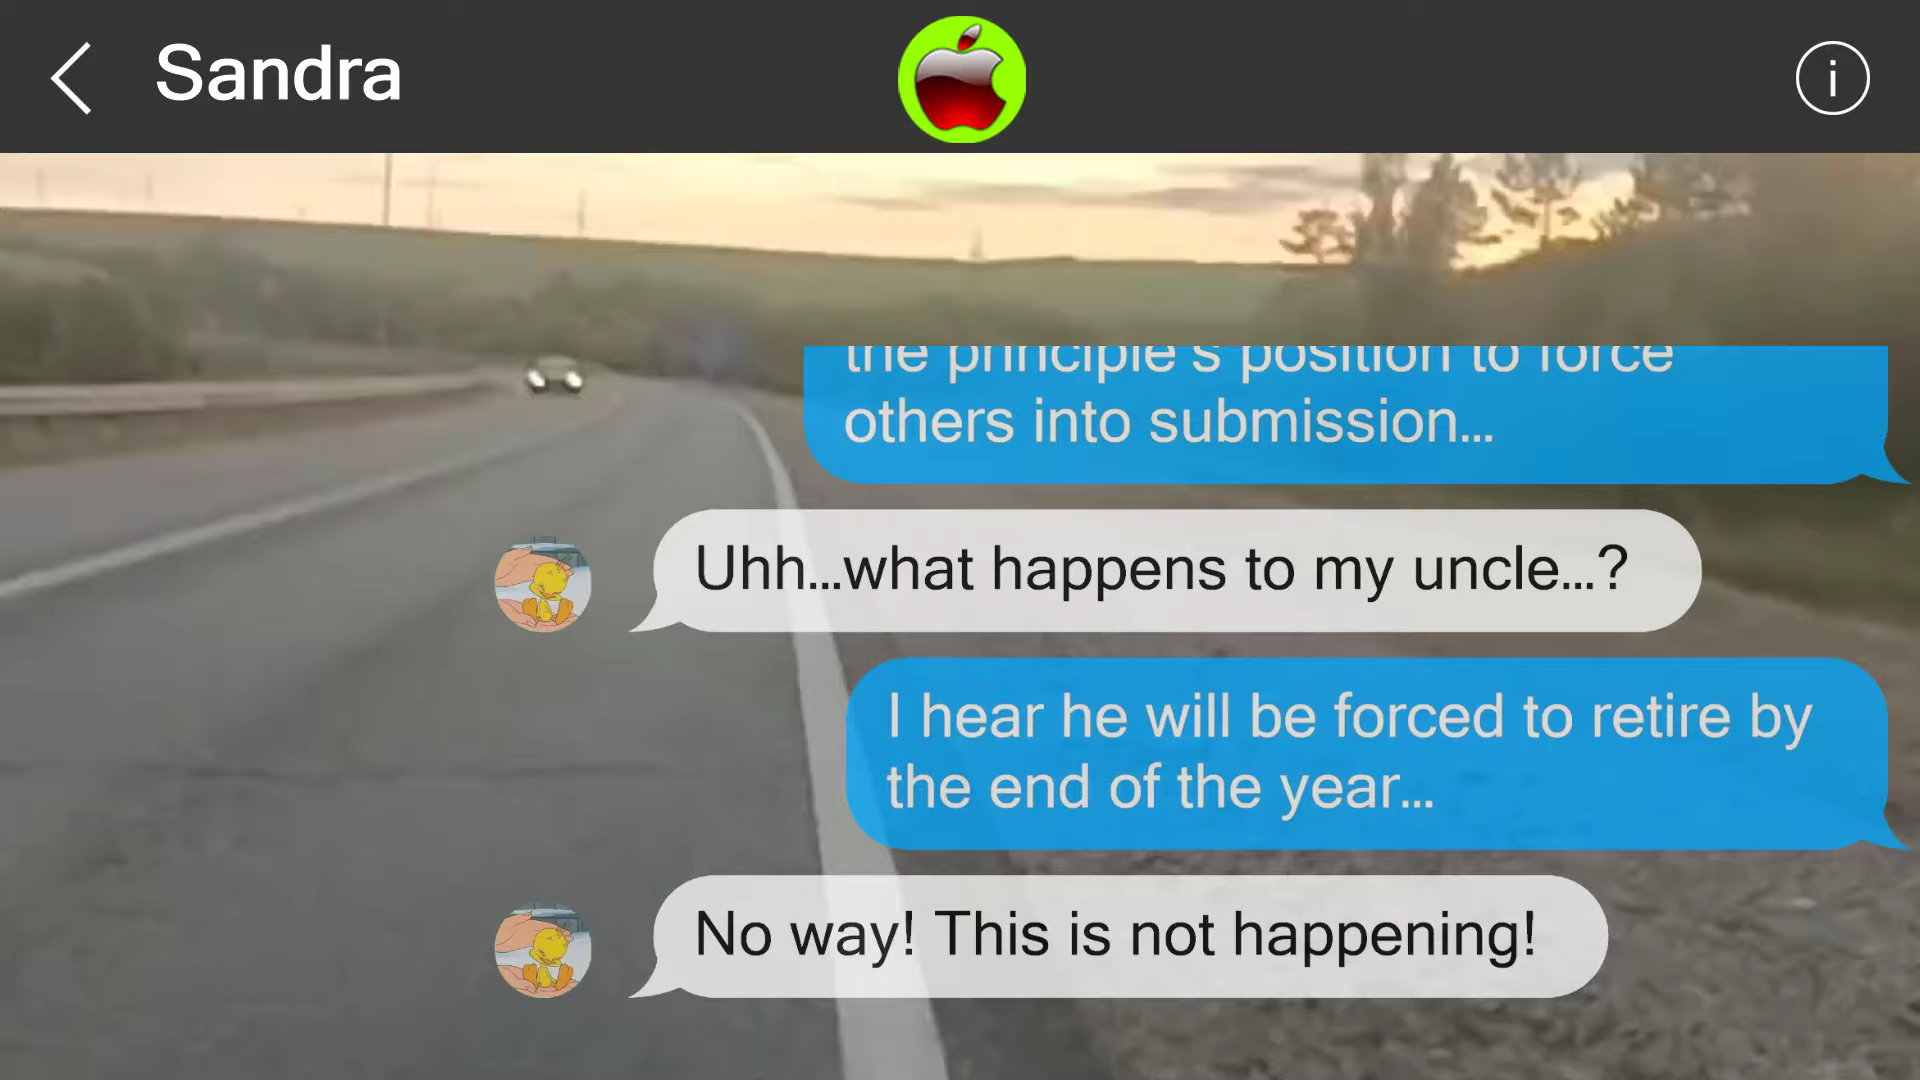 Sandra
the principle's position to force
others into submission...
Uhh...what happens to my uncle...?
I hear he will be forced to retire by
the end of the year...
No way! This is not happening!